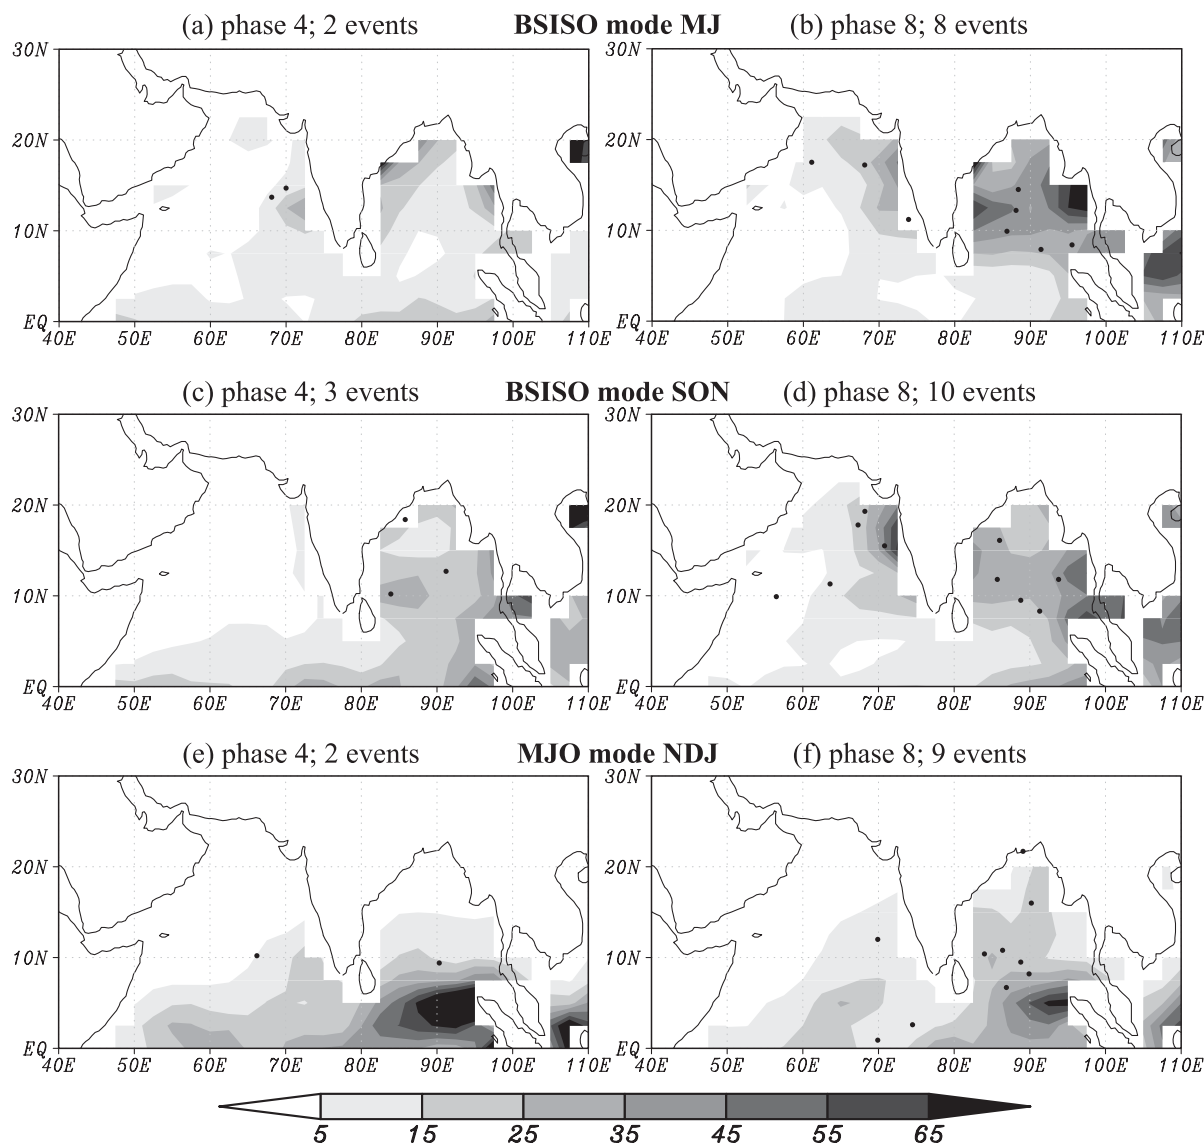 (a) phase 4; 2 events BSISO mode MJ (b) phase 8; 8 events
30N
20N
10N
EQ
40E 50E 60E 70E 80E 90E 100E 110E
40E 50E 60E 70E 80E 90E 100E 110E
(c) phase 4; 3 events BSISO mode SON (d) phase 8; 10 events
30N
20N
10N
EQ
40E 50E 60E 70E 80E 90E 100E 110E
30N
20N
10N
EQ
40E 50E 60E 70E 80E 90E 100E 110E
(e) phase 4; 2 events MJO mode NDJ (f) phase 8; 9 events
30N
20N
10N
EQ
40E 50E 60E 70E 80E 90E 100E 110E
30N
20N
10N
EQ
40E 50E 60E 70E 80E 90E 100E 110E
5 15 25 35 45 55 65